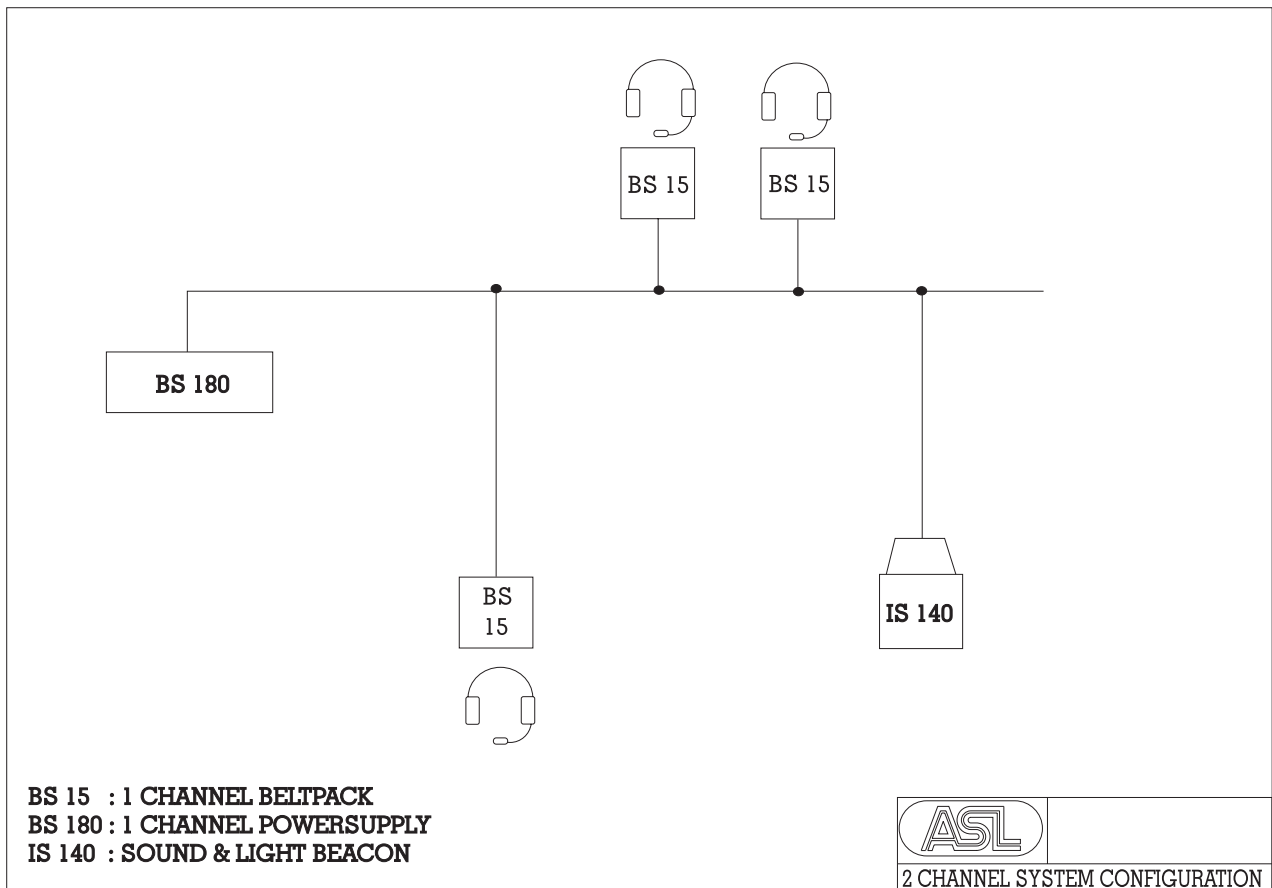 BS 15
BS 15
BS 180
BS
15
IS 140
BS 15 : 1 CHANNEL BELTPACK
BS 180 : 1 CHANNEL POWERSUPPLY
IS 140 : SOUND & LIGHT BEACON
ASL
2 CHANNEL SYSTEM CONFIGURATION